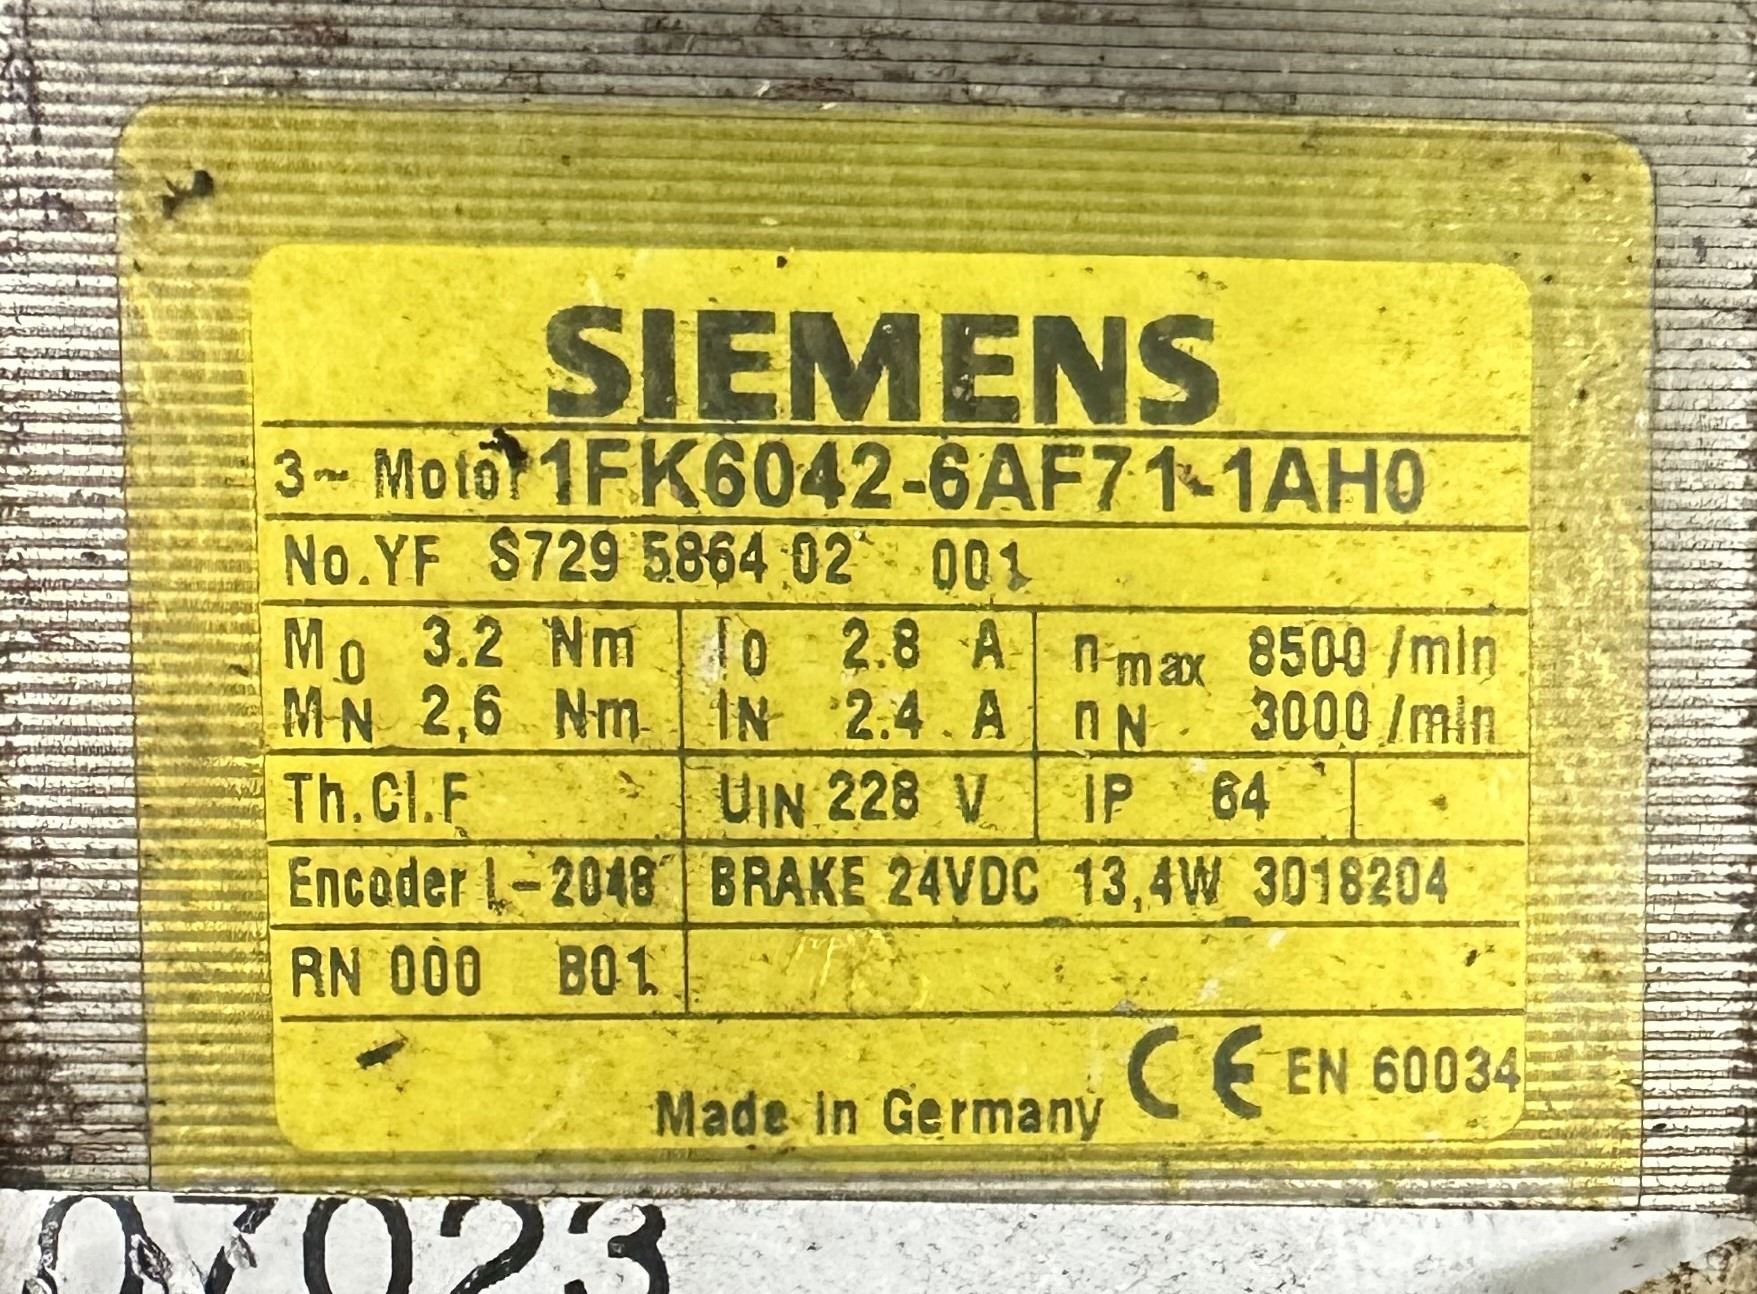 SIEMENS
3~ Motor 1FK6042-6AF71-1AH0
No.YF S729 5864 02 001
M0 3.2 Nm I0 2.8 A nmax 8500 /min
MN 2,6 Nm IN 2.4 A nN 3000 /min
Th.Cl.F UIN 228 V IP 64
Encoder I-2048 BRAKE 24VDC 13,4W 3018204
RN 000 B01
CE EN 60034
Made in Germany
07023